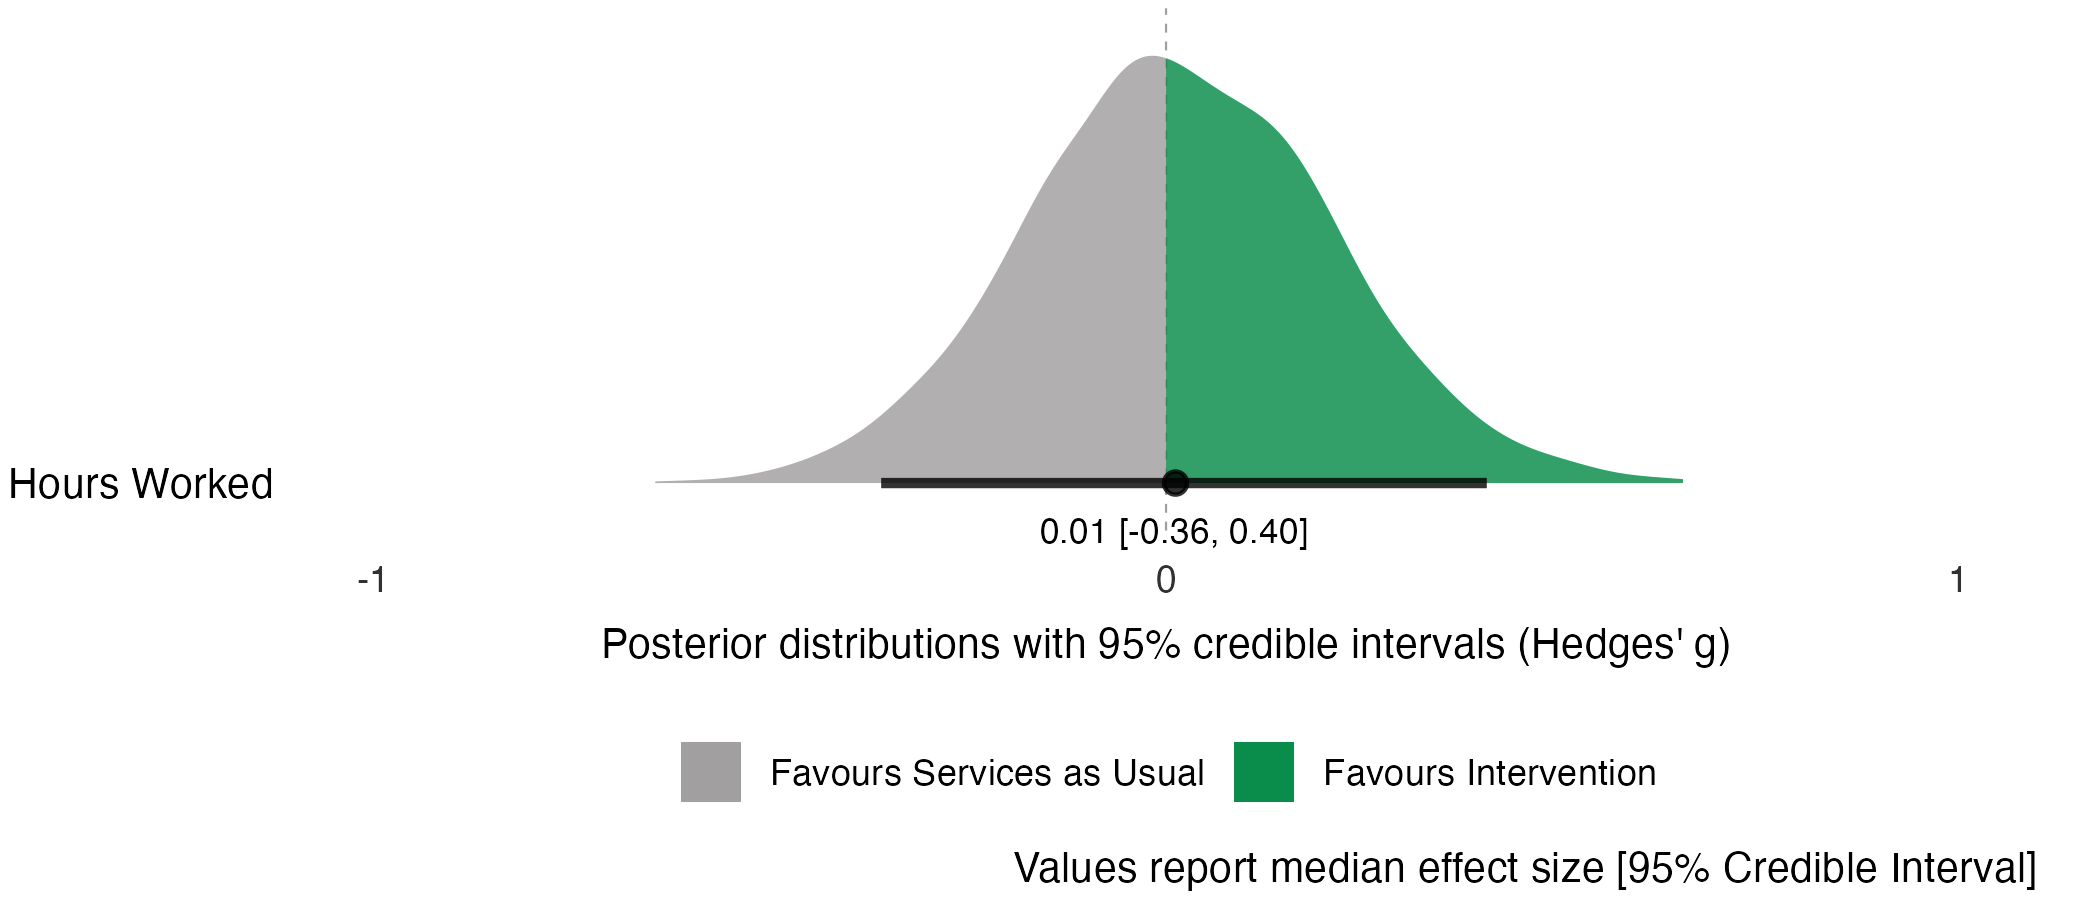 Hours Worked
0.01 [-0.36, 0.40]
-1 0 1
Posterior distributions with 95% credible intervals (Hedges' g)
Favours Services as Usual Favours Intervention
Values report median effect size [95% Credible Interval]